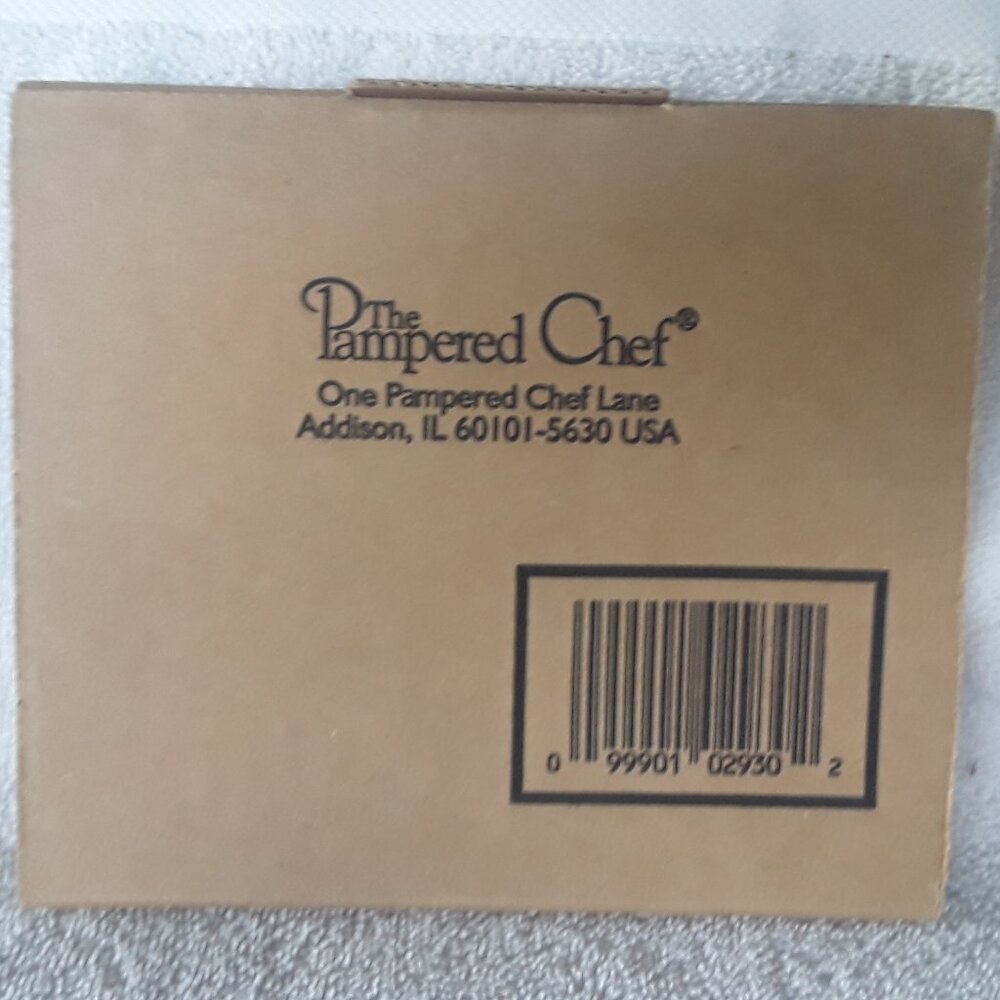 The
Pampered Chef®
One Pampered Chef Lane
Addison, IL 60101-5630 USA
0 99901 02930 2